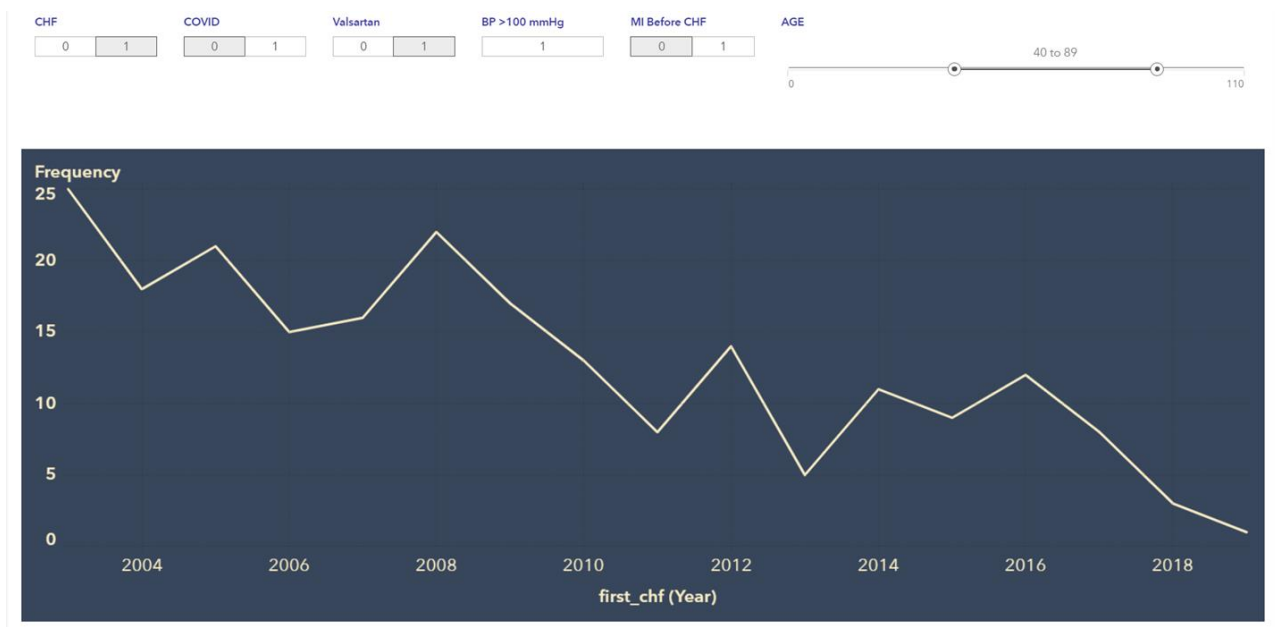 CHF COVID Valsartan BP >100 mmHg MI Before CHF AGE
0 1 0 1 0 1 1 0 1 40 to 89
0 110
Frequency
25
20
15
10
5
0
2004 2006 2008 2010 2012 2014 2016 2018
first_chf (Year)